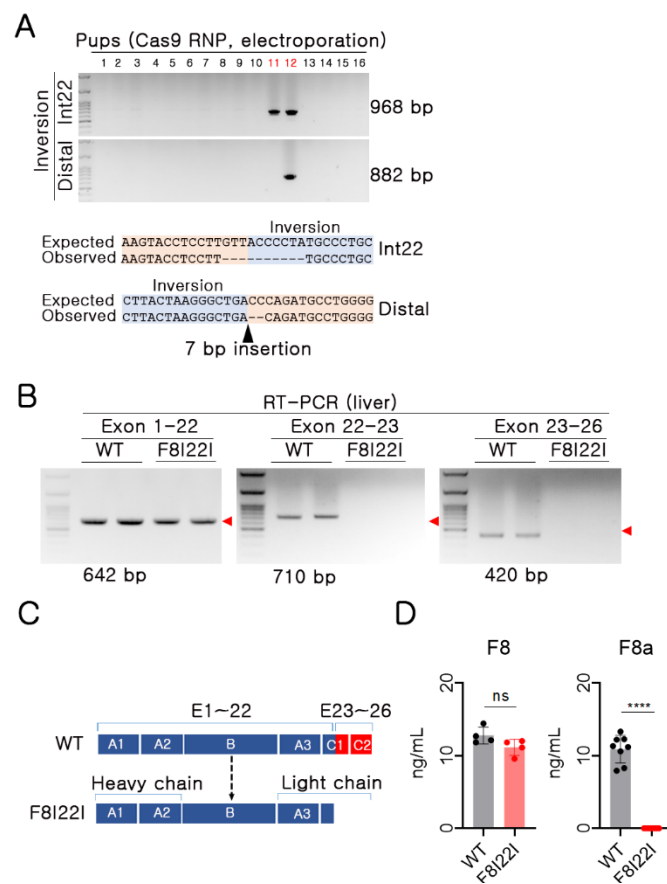 A
Pups (Cas9 RNP, electroporation)
1 2 3 4 5 6 7 8 9 10 11 12 13 14 15 16
Inversion
Int22
968 bp
Distal
882 bp
Inversion
Expected AAGTACCTCCTTGTTACCCCTATGCCCTGC
Observed AAGTACCTCCTT-----------TGCCCTGC
Int22
Inversion
Expected CTTACTAAGGGCTGACCCAGATGCCTGGGG
Observed CTTACTAAGGGCTGA--CAGATGCCTGGGG
Distal
7 bp insertion
B
RT-PCR (liver)
Exon 1-22 Exon 22-23 Exon 23-26
WT F8I22I WT F8I22I WT F8I22I
642 bp 710 bp 420 bp
C
E1~22 E23~26
WT A1 A2 B A3 C1 C2
Heavy chain Light chain
F8I22I A1 A2 B A3
D
F8 F8a
ng/mL
20
10
0
ns
WT F8I22I
ng/mL
20
10
0
****
WT F8I22I